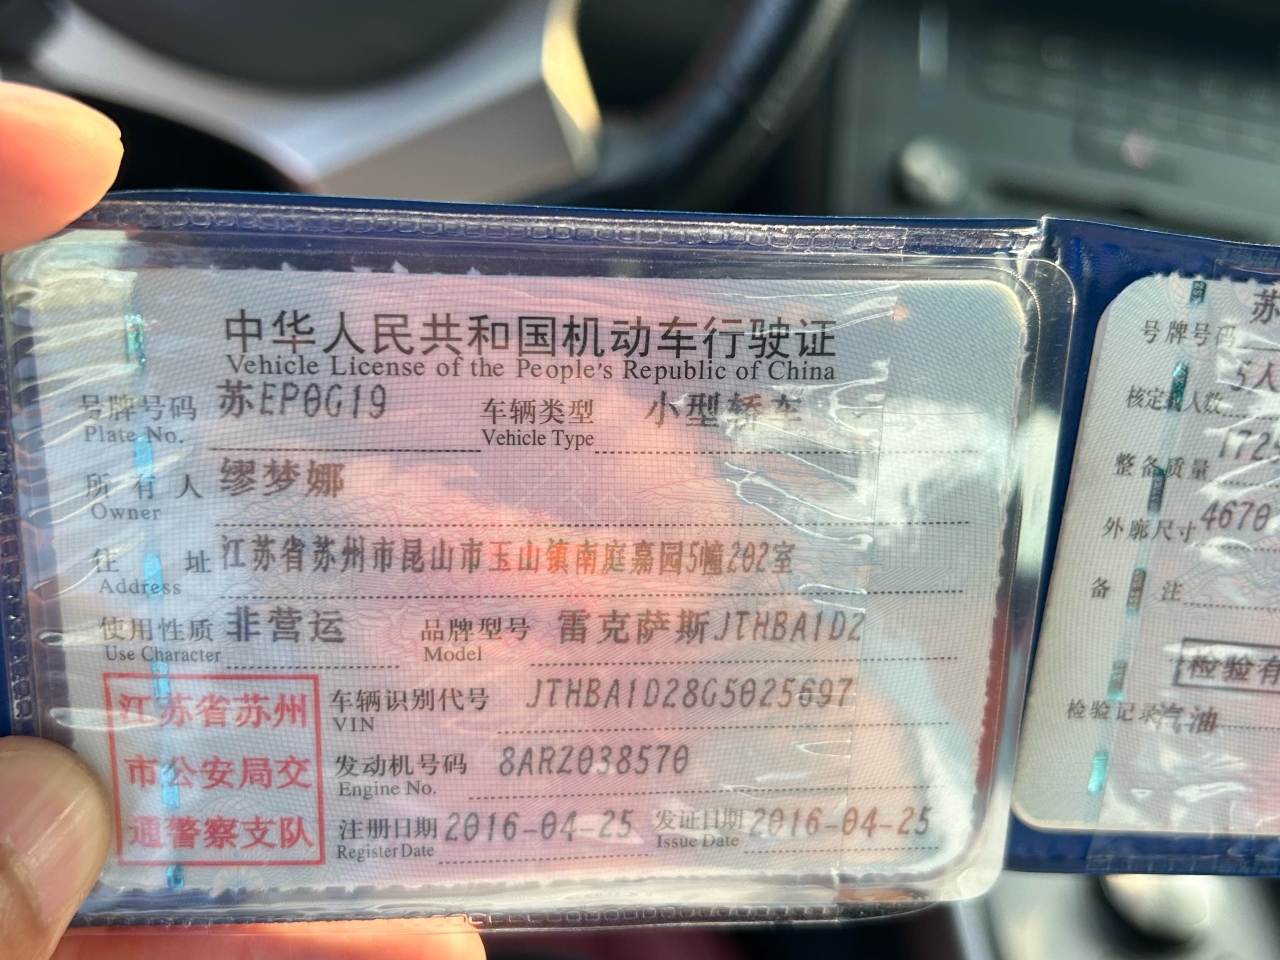 中华人民共和国机动车行驶证
Vehicle License of the People's Republic of China
号牌号码 苏EP0G19 车辆类型 小型轿车
Plate No. Vehicle Type
所有人 缪梦娜
Owner
住址 江苏省苏州市昆山市玉山镇南庭嘉园5幢202室
Address
使用性质 非营运 品牌型号 雷克萨斯JTHBA1D2
Use Character Model
江苏省苏州
市公安局交
通警察支队
车辆识别代号 JTHBA1D28G5025697
VIN
发动机号码 8ARZ038570
Engine No.
注册日期 2016-04-25 发证日期 2016-04-25
Register Date Issue Date
号牌号码 苏
核定载人数 5人
整备质量 172
外廓尺寸 4670
备注
检验有
检验记录 汽油